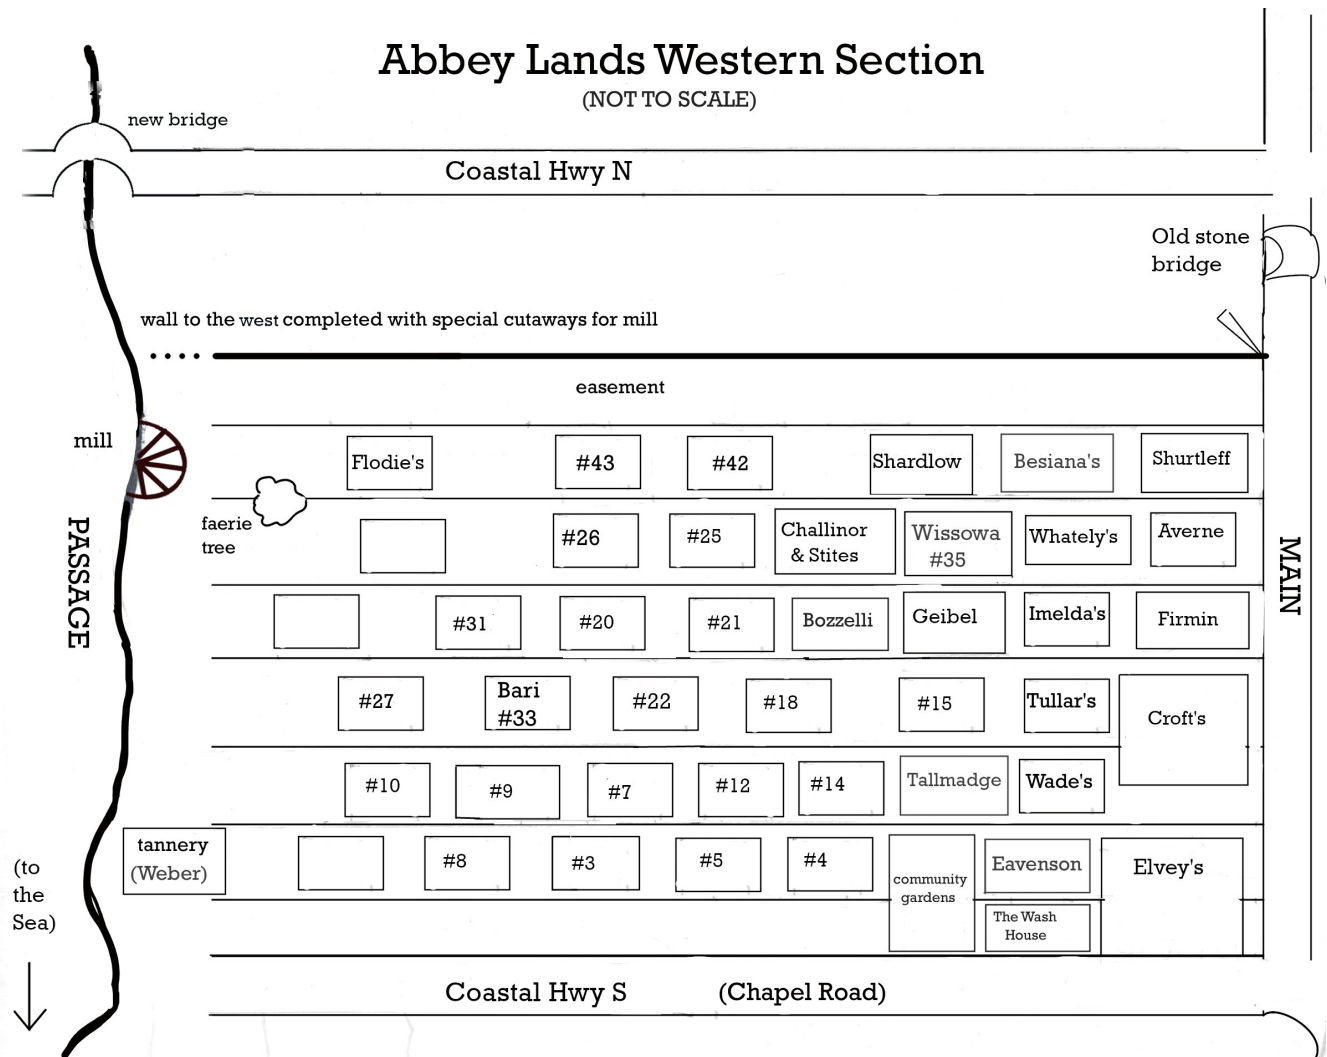 Abbey Lands Western Section
(NOT TO SCALE)
new bridge
Coastal Hwy N
Old stone
bridge
wall to the west completed with special cutaways for mill
easement
mill
Flodie's
#43
#42
Shardlow
Besiana's
Shurtleff
faerie
tree
#26
#25
Challinor
& Stites
Wissowa
#35
Whately's
Averne
PASSAGE
MAIN
#31
#20
#21
Bozzelli
Geibel
Imelda's
Firmin
#27
Bari
#33
#22
#18
#15
Tullar's
Croft's
#10
#9
#7
#12
#14
Tallmadge
Wade's
tannery
(Weber)
#8
#3
#5
#4
community
gardens
Eavenson
Elvey's
The Wash
House
(to
the
Sea)
Coastal Hwy S
(Chapel Road)